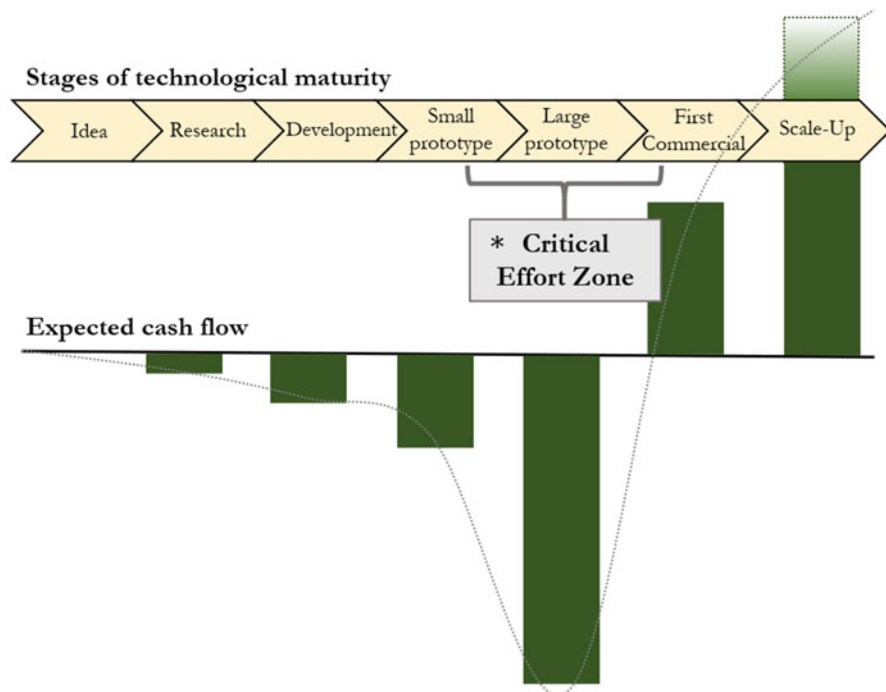 Stages of technological maturity
Idea
Research
Development
Small
prototype
Large
prototype
First
Commercial
Scale-Up
* Critical
Effort Zone
Expected cash flow